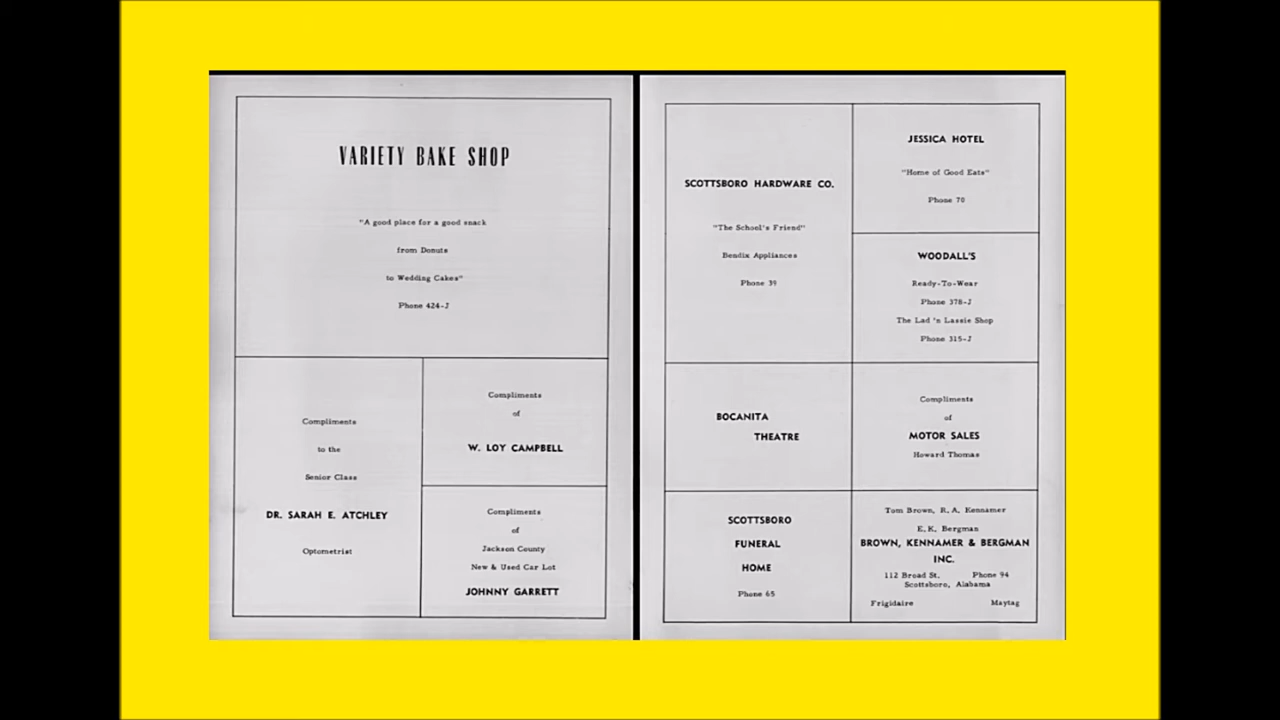 VARIETY BAKE SHOP
"A good place for a good snack
from Donuts
to Wedding Cakes"
Phone 424-J
Compliments
to the
Senior Class
DR. SARAH E. ATCHLEY
Optometrist
Compliments
of
W. LOY CAMPBELL
Compliments
of
Jackson County
New & Used Car Lot
JOHNNY GARRETT
SCOTTSBORO HARDWARE CO.
"The School's Friend"
Bendix Appliances
Phone 39
JESSICA HOTEL
"Home of Good Eats"
Phone 70
WOODALL'S
Ready-To-Wear
Phone 378-J
The Lad 'n Lassie Shop
Phone 315-J
BOCANITA
THEATRE
Compliments
of
MOTOR SALES
Howard Thomas
SCOTTSBORO
FUNERAL
HOME
Phone 65
Tom Brown, R.A. Kennamer
E.K. Bergman
BROWN, KENNAMER & BERGMAN
INC.
112 Broad St. Phone 94
Scottsboro, Alabama
Frigidaire Maytag